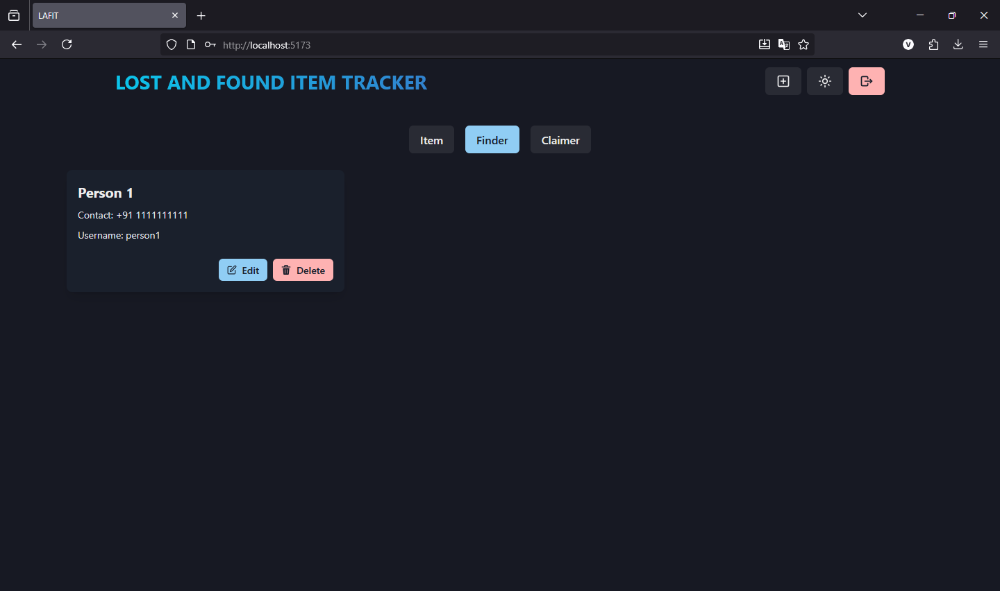 LAFIT
http://localhost:5173
V
LOST AND FOUND ITEM TRACKER
Item
Finder
Claimer
Person 1
Contact: +91 1111111111
Username: person1
Edit
Delete